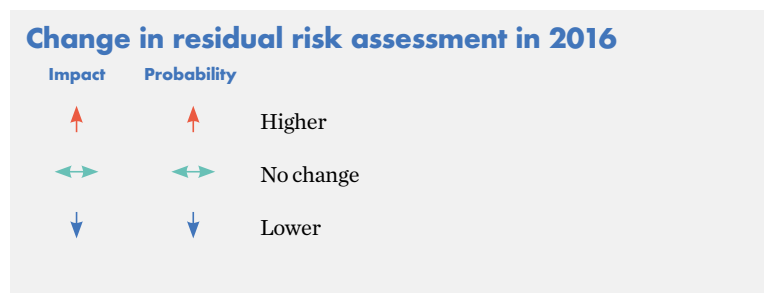 Change in residual risk assessment in 2016
Impact Probability
Higher
No change
Lower